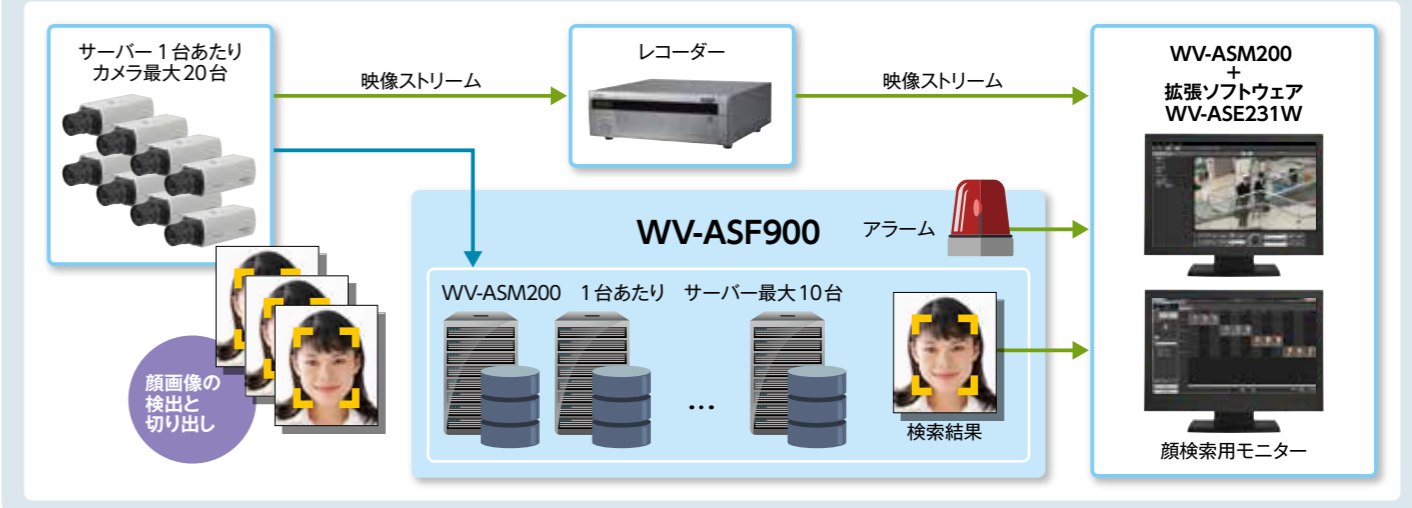 サーバー1台あたり
カメラ最大20台
映像ストリーム
レコーダー
映像ストリーム
WV-ASM200
+
拡張ソフトウェア
WV-ASE231W
WV-ASF900
アラーム
WV-ASM200 1台あたり サーバー最大10台
...
検索結果
顔画像の
検出と
切り出し
顔検索用モニター